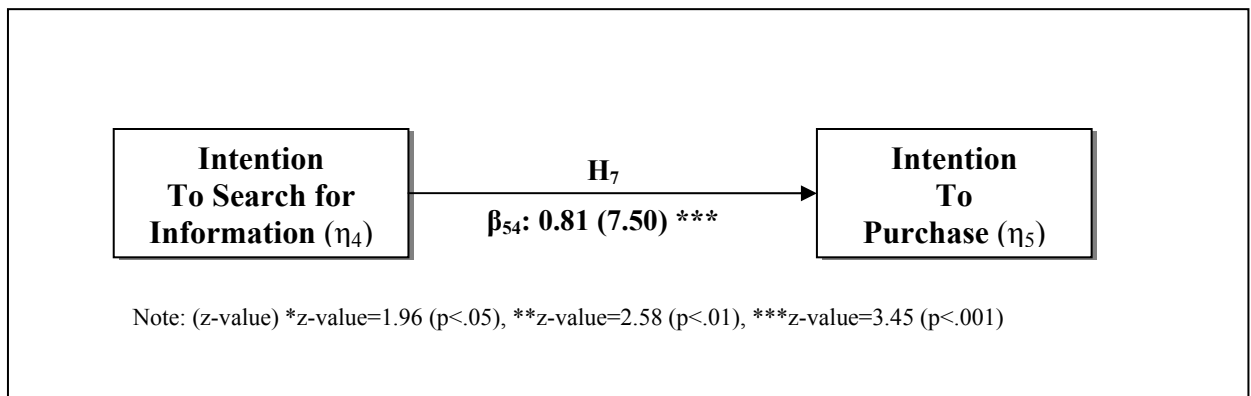 Intention
To Search for
Information (η₄)
H₇
β₅₄: 0.81 (7.50) ***
Intention
To
Purchase (η₅)
Note: (z-value) *z-value=1.96 (p<.05), **z-value=2.58 (p<.01), ***z-value=3.45 (p<.001)